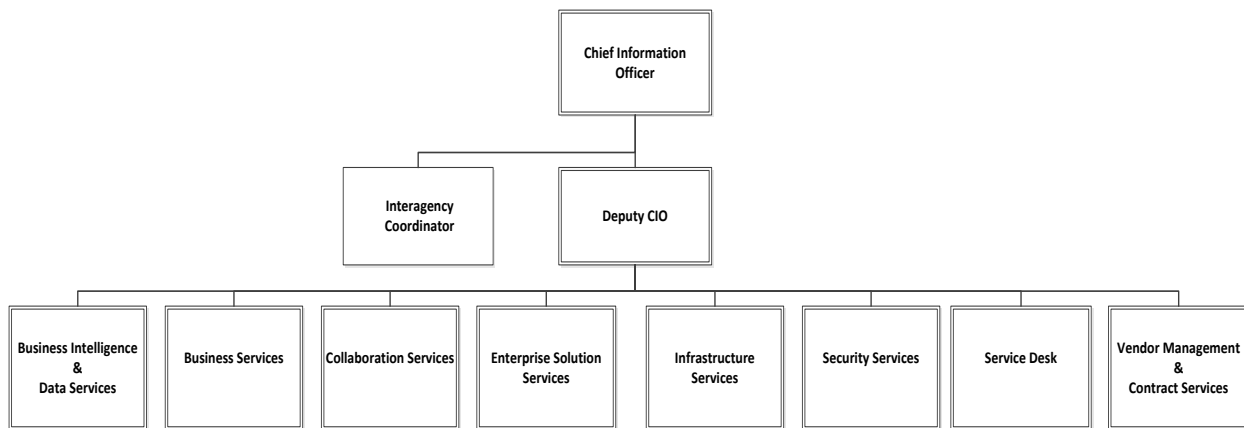 Chief Information
Officer
Interagency
Coordinator
Deputy CIO
Business Intelligence
&
Data Services
Business Services
Collaboration Services
Enterprise Solution
Services
Infrastructure
Services
Security Services
Service Desk
Vendor Management
&
Contract Services